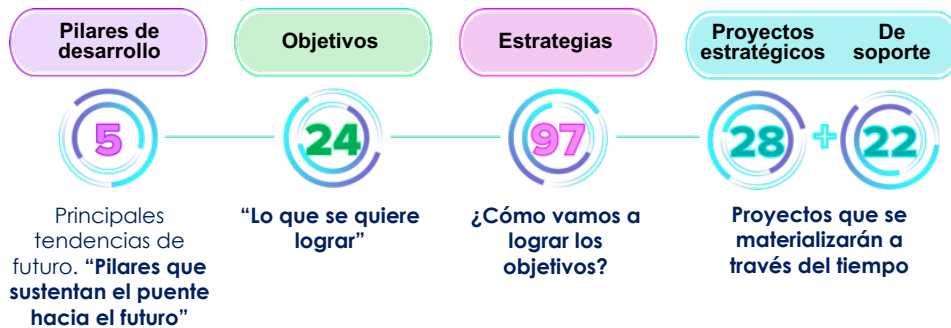 Pilares de
desarrollo
Objetivos
Estrategias
Proyectos
estratégicos
De
soporte
5
24
97
28 + 22
Principales
tendencias de
futuro. “Pilares que
sustentan el puente
hacia el futuro”
“Lo que se quiere
lograr”
¿Cómo vamos a
lograr los
objetivos?
Proyectos que se
materializarán a
través del tiempo